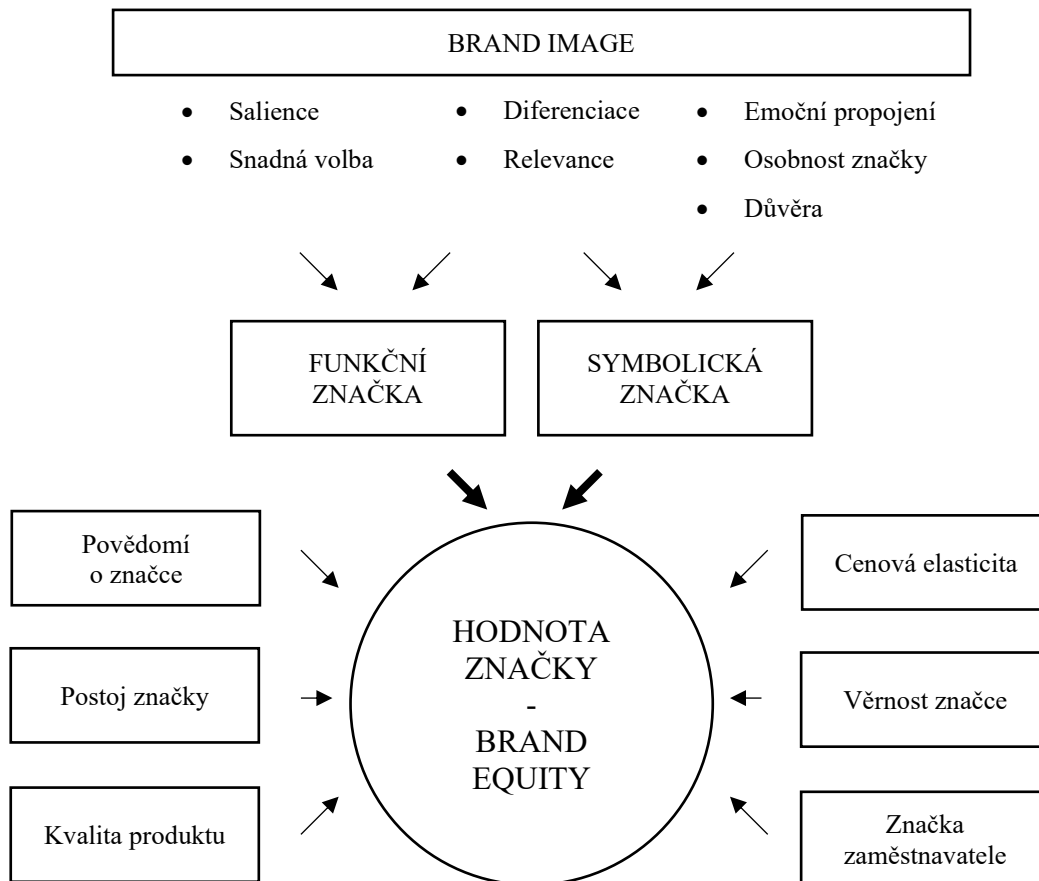 BRAND IMAGE
• Salience
• Snadná volba
• Diferenciace
• Relevance
• Emoční propojení
• Osobnost značky
• Důvěra
FUNKČNÍ
ZNAČKA
SYMBOLICKÁ
ZNAČKA
Povědomí
o značce
Postoj značky
Kvalita produktu
HODNOTA
ZNAČKY
-
BRAND
EQUITY
Cenová elasticita
Věrnost značce
Značka
zaměstnavatele